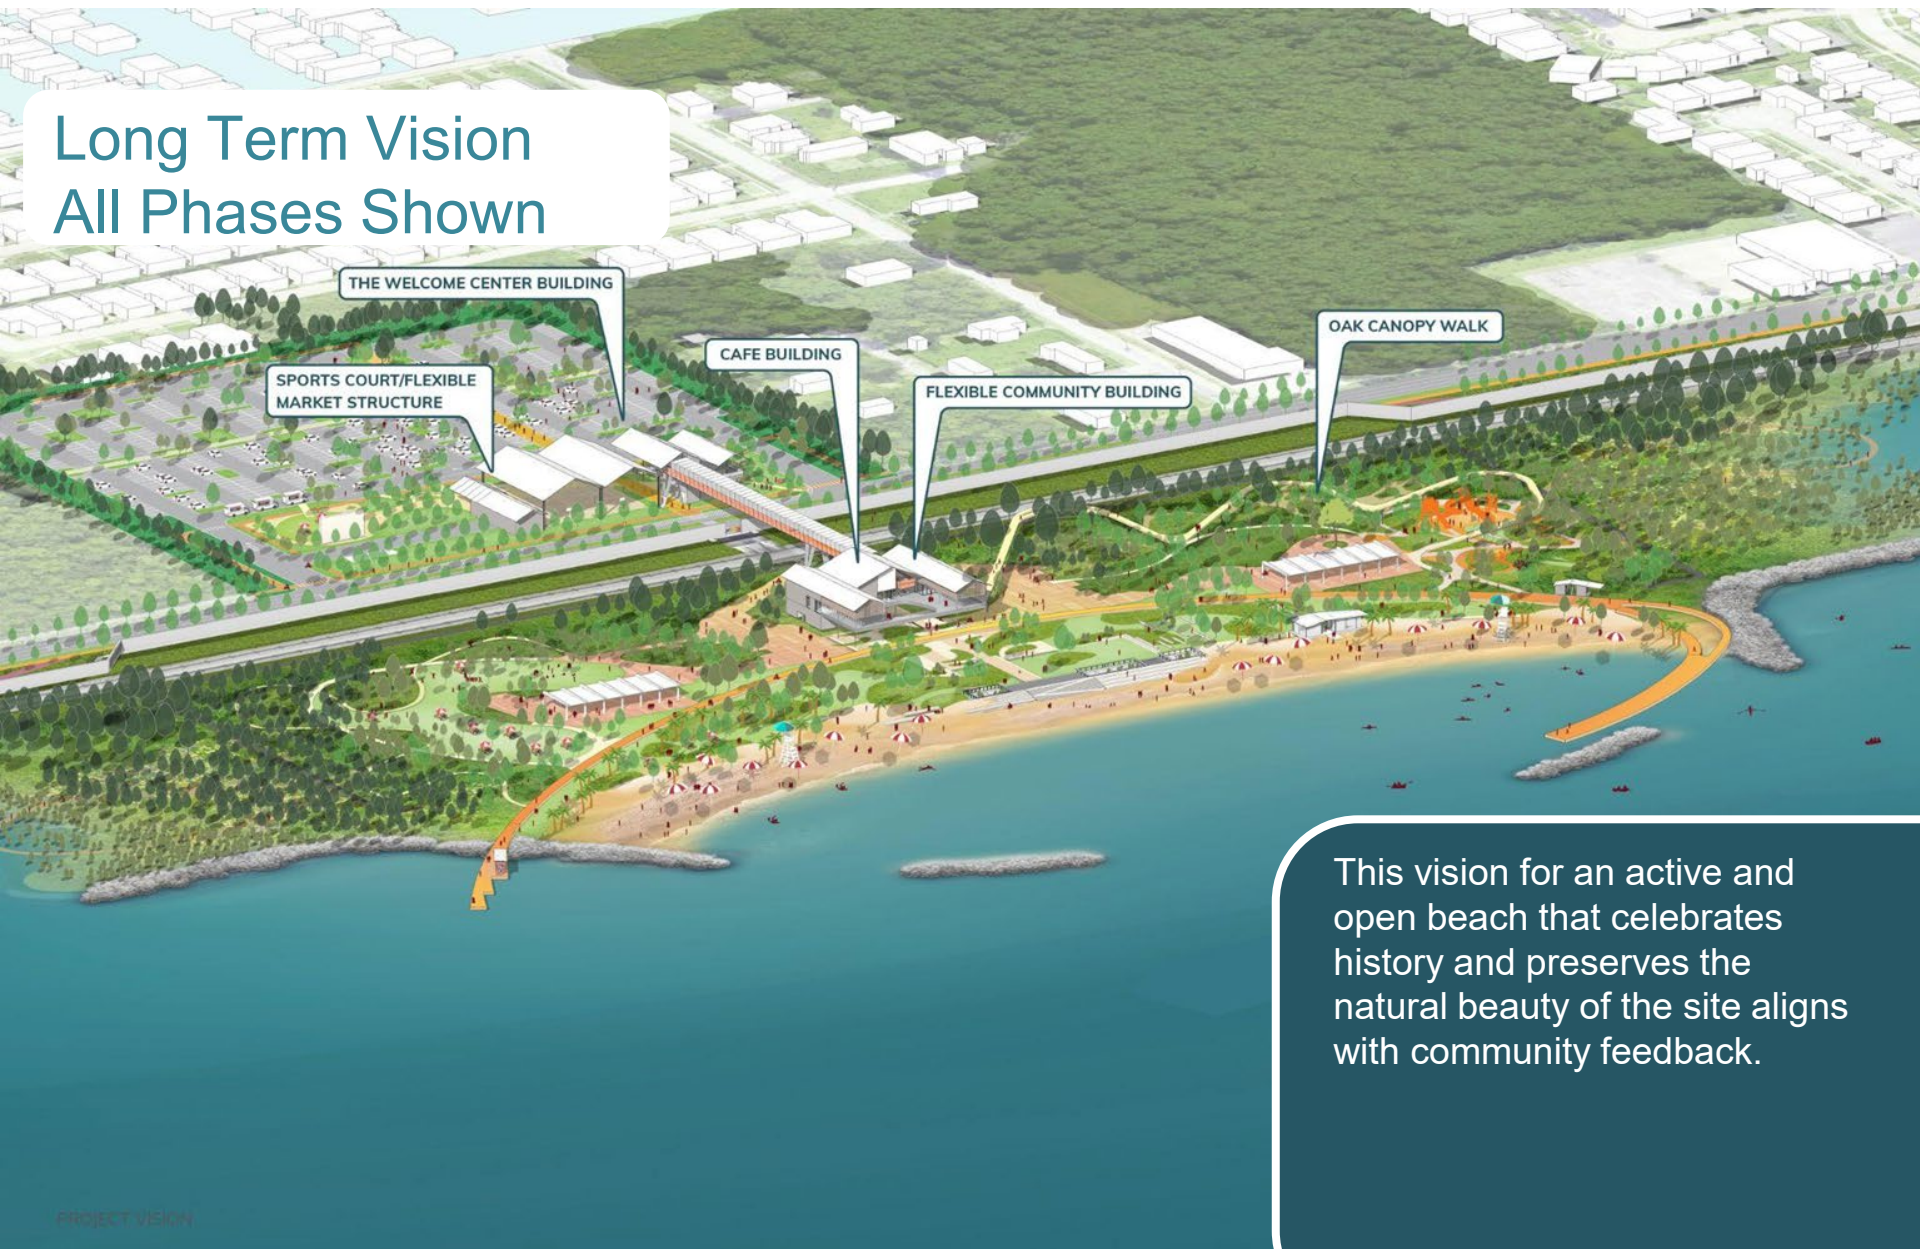 Long Term Vision
All Phases Shown
THE WELCOME CENTER BUILDING
OAK CANOPY WALK
CAFE BUILDING
SPORTS COURT/FLEXIBLE
MARKET STRUCTURE
FLEXIBLE COMMUNITY BUILDING
This vision for an active and
open beach that celebrates
history and preserves the
natural beauty of the site aligns
with community feedback.
PROJECT VISION